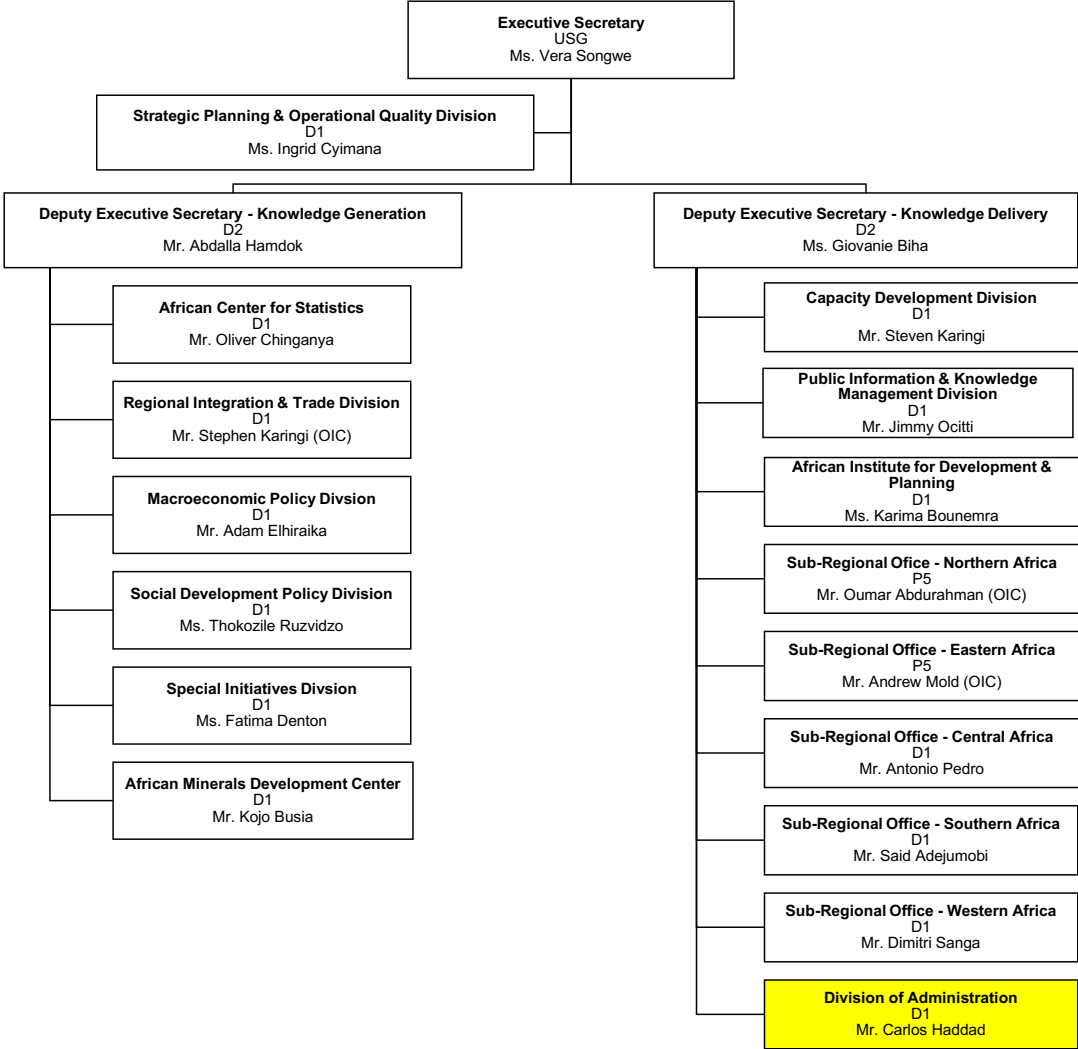 Executive Secretary
USG
Ms. Vera Songwe
Strategic Planning & Operational Quality Division
D1
Ms. Ingrid Cyimana
Deputy Executive Secretary - Knowledge Generation
D2
Mr. Abdalla Hamdok
Deputy Executive Secretary - Knowledge Delivery
D2
Ms. Giovanie Biha
African Center for Statistics
D1
Mr. Oliver Chinganya
Regional Integration & Trade Division
D1
Mr. Stephen Karingi (OIC)
Macroeconomic Policy Divsion
D1
Mr. Adam Elhiraika
Social Development Policy Division
D1
Ms. Thokozile Ruzvidzo
Special Initiatives Divsion
D1
Ms. Fatima Denton
African Minerals Development Center
D1
Mr. Kojo Busia
Capacity Development Division
D1
Mr. Steven Karingi
Public Information & Knowledge
Management Division
D1
Mr. Jimmy Ocitti
African Institute for Development &
Planning
D1
Ms. Karima Bounemra
Sub-Regional Ofice - Northern Africa
P5
Mr. Oumar Abdurahman (OIC)
Sub-Regional Office - Eastern Africa
P5
Mr. Andrew Mold (OIC)
Sub-Regional Office - Central Africa
D1
Mr. Antonio Pedro
Sub-Regional Office - Southern Africa
D1
Mr. Said Adejumobi
Sub-Regional Office - Western Africa
D1
Mr. Dimitri Sanga
Division of Administration
D1
Mr. Carlos Haddad